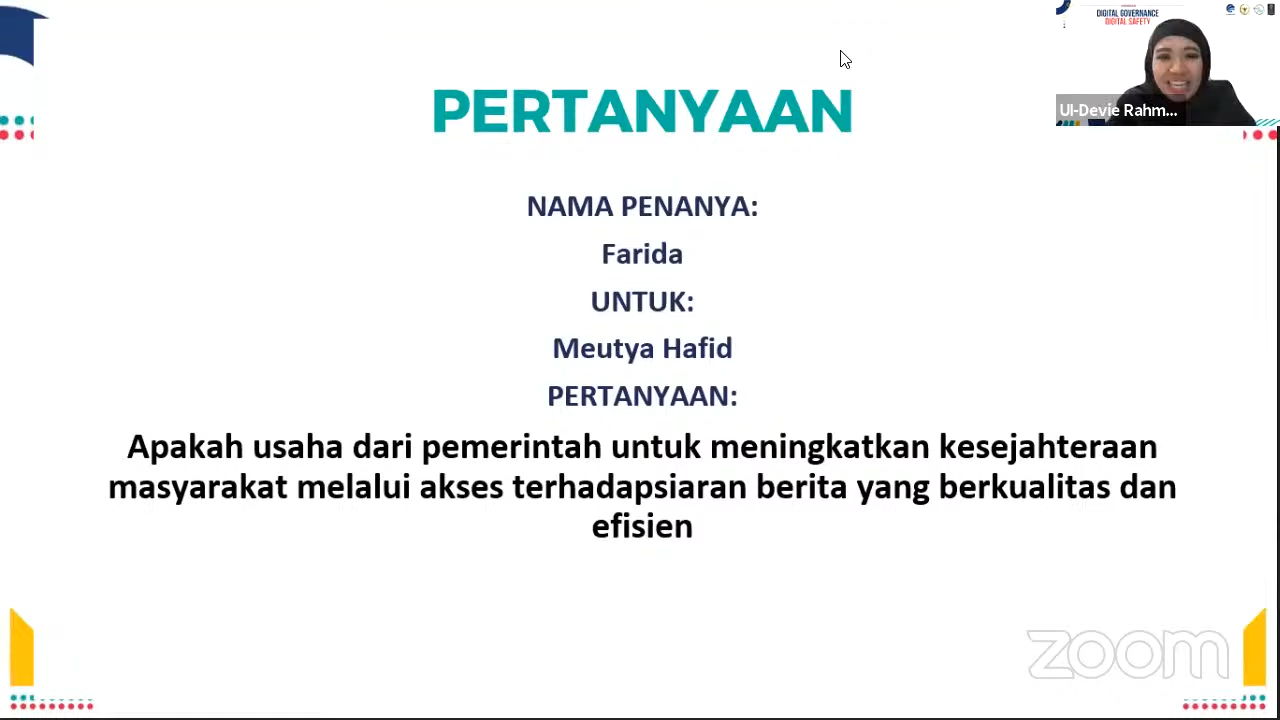 DIGITAL GOVERNANCE
DIGITAL SAFETY
UI-Devie Rahm...
PERTANYAAN
NAMA PENANYA:
Farida
UNTUK:
Meutya Hafid
PERTANYAAN:
Apakah usaha dari pemerintah untuk meningkatkan kesejahteraan
masyarakat melalui akses terhadapsiaran berita yang berkualitas dan
efisien
zoom